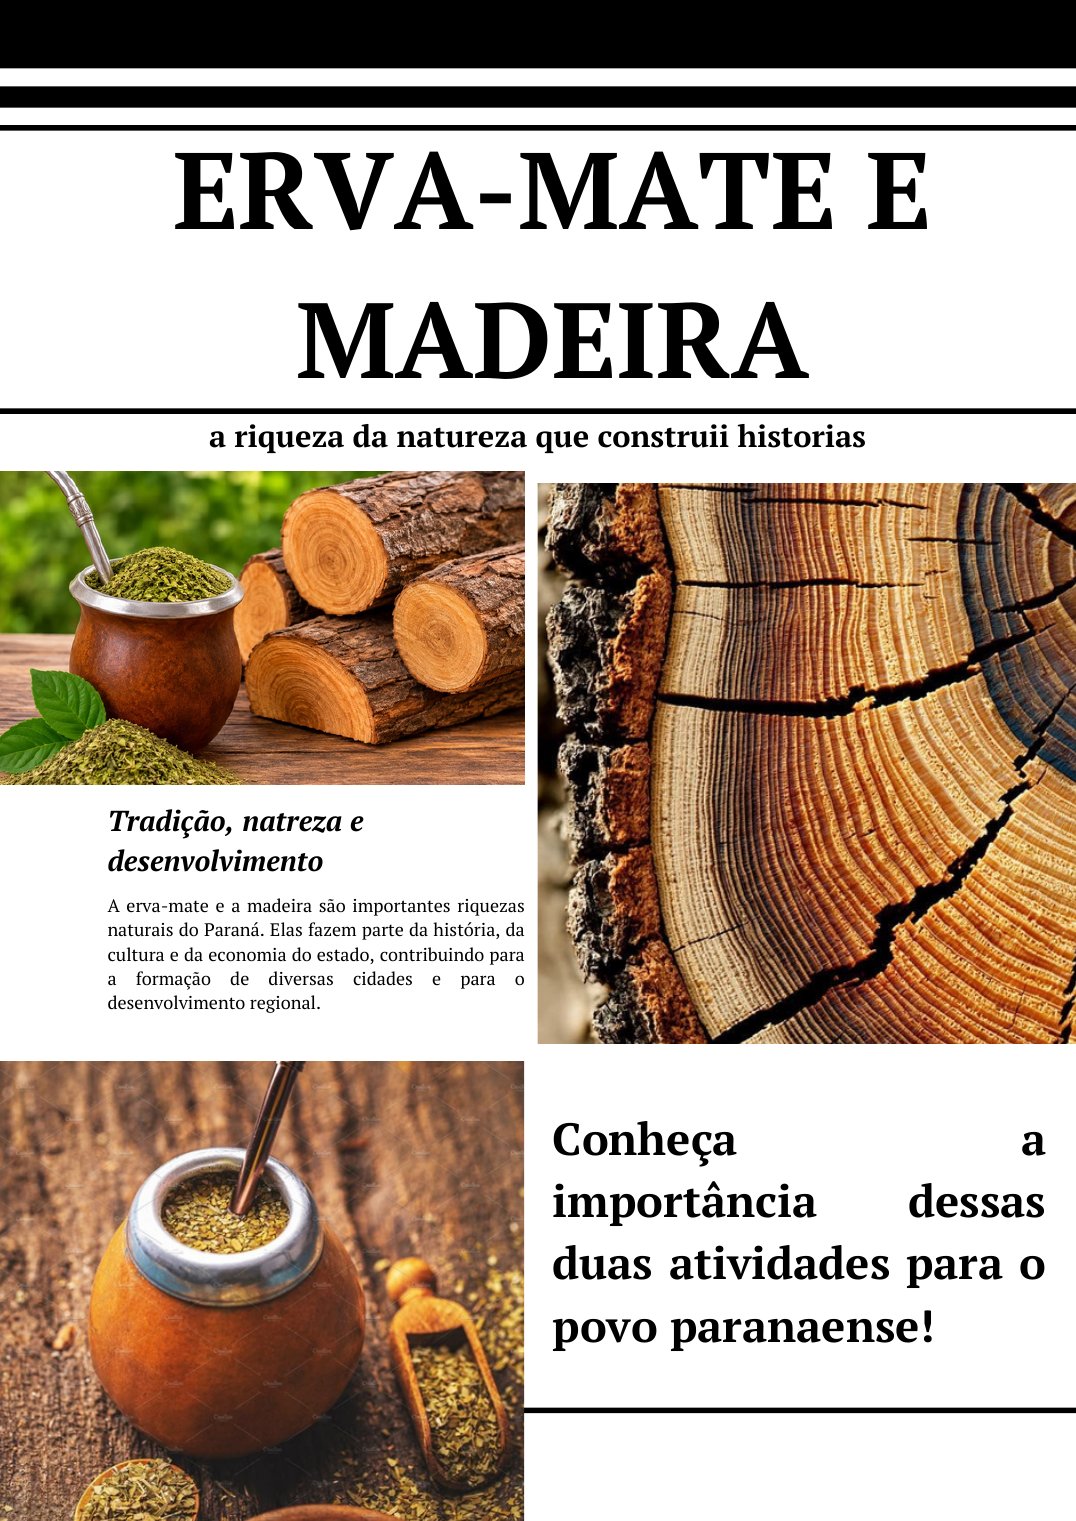 ERVA-MATE E
MADEIRA
a riqueza da natureza que construii historias
Tradição, natreza e
desenvolvimento
A erva-mate e a madeira são importantes riquezas
naturais do Paraná. Elas fazem parte da história, da
cultura e da economia do estado, contribuindo para
a formação de diversas cidades e para o
desenvolvimento regional.
Conheça a
importância dessas
duas atividades para o
povo paranaense!